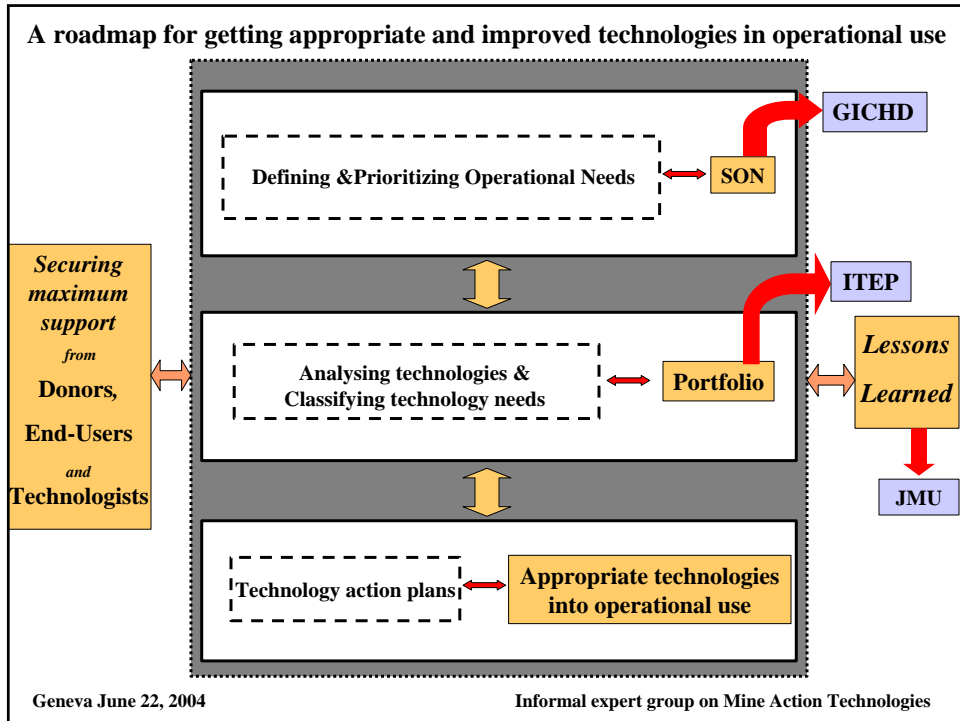 A roadmap for getting appropriate and improved technologies in operational use
GICHD
Defining &Prioritizing Operational Needs
SON
Securing
maximum
support
from
Donors,
End-Users
and
Technologists
ITEP
Analysing technologies &
Classifying technology needs
Portfolio
Lessons
Learned
JMU
Technology action plans
Appropriate technologies
into operational use
Geneva June 22, 2004
Informal expert group on Mine Action Technologies